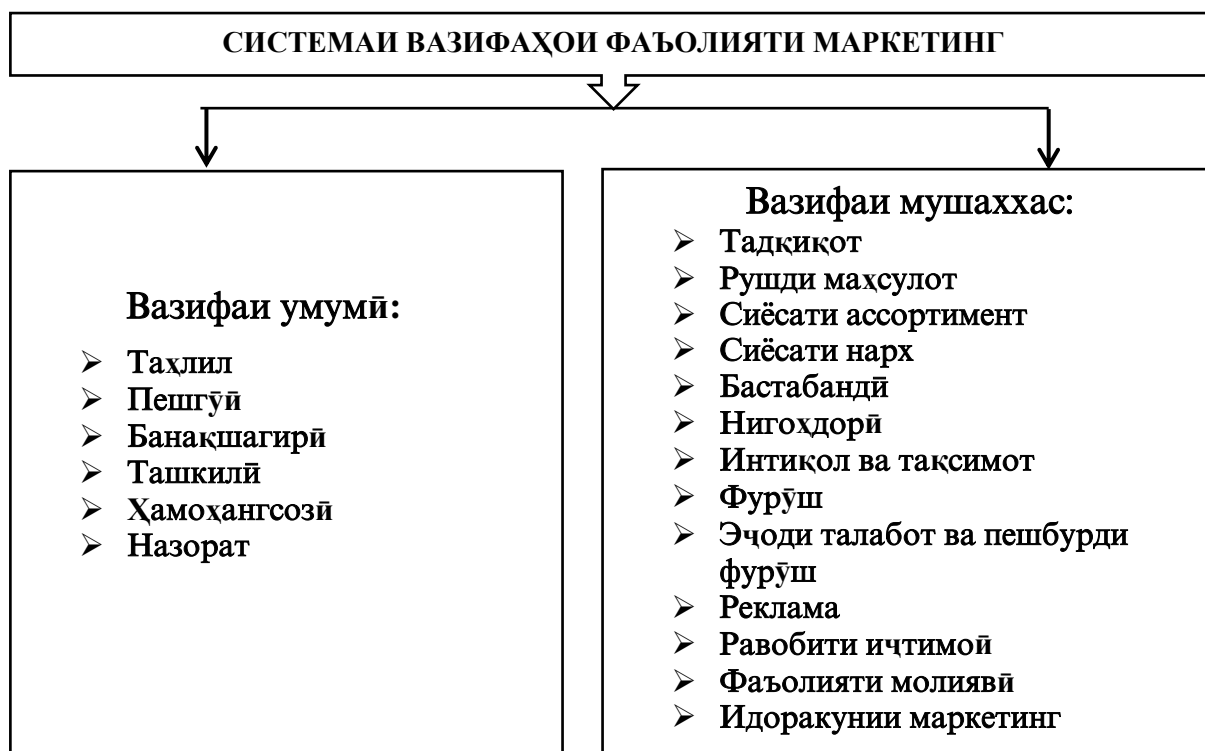 СИСТЕМАИ ВАЗИФАҲОИ ФАЪОЛИЯТИ МАРКЕТИНГ
Вазифаи умумӣ:
➢ Таҳлил
➢ Пешгӯӣ
➢ Банақшагирӣ
➢ Ташкилӣ
➢ Ҳамоҳангсозӣ
➢ Назорат
Вазифаи мушаххас:
➢ Тадқиқот
➢ Рушди маҳсулот
➢ Сиёсати ассортимент
➢ Сиёсати нарх
➢ Бастабандӣ
➢ Нигоҳдорӣ
➢ Интиқол ва тақсимот
➢ Фурӯш
➢ Эҷоди талабот ва пешбурди
фурӯш
➢ Реклама
➢ Равобити иҷтимоӣ
➢ Фаъолияти молиявӣ
➢ Идоракунии маркетинг